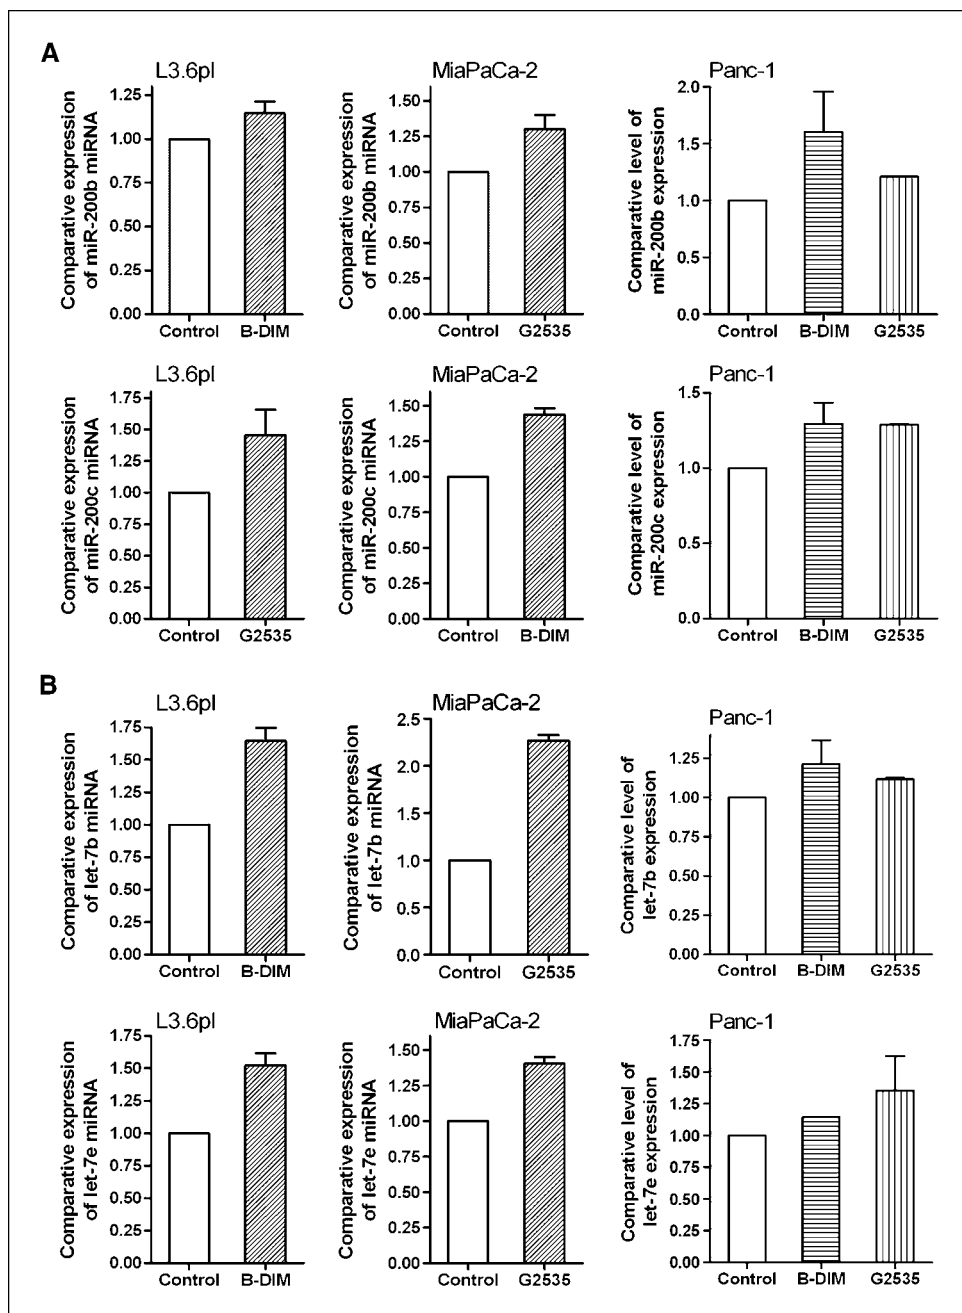 A
L3.6pl
Comparative expression
of miR-200b miRNA
1.25
1.00
0.75
0.50
0.25
0.00
Control B-DIM
MiaPaCa-2
Comparative expression
of miR-200b miRNA
1.50
1.25
1.00
0.75
0.50
0.25
0.00
Control G2535
Panc-1
Comparative level of
miR-200b expression
2.0
1.5
1.0
0.5
0.0
Control B-DIM G2535
L3.6pl
Comparative expression
of miR-200c miRNA
1.75
1.50
1.25
1.00
0.75
0.50
0.25
0.00
Control G2535
MiaPaCa-2
Comparative expression
of miR-200c miRNA
1.50
1.25
1.00
0.75
0.50
0.25
0.00
Control B-DIM
Panc-1
Comparative level of
miR-200c expression
1.5
1.0
0.5
0.0
Control B-DIM G2535
B
L3.6pl
Comparative expression
of let-7b miRNA
1.75
1.50
1.25
1.00
0.75
0.50
0.25
0.00
Control B-DIM
MiaPaCa-2
Comparative expression
of let-7b miRNA
2.5
2.0
1.5
1.0
0.5
0.0
Control G2535
Panc-1
Comparative level of
let-7b expression
1.25
1.00
0.75
0.50
0.25
0.00
Control B-DIM G2535
L3.6pl
Comparative expression
of let-7e miRNA
1.75
1.50
1.25
1.00
0.75
0.50
0.25
0.00
Control B-DIM
MiaPaCa-2
Comparative expression
of let-7e miRNA
1.50
1.25
1.00
0.75
0.50
0.25
0.00
Control G2535
Panc-1
Comparative level of
let-7e expression
1.75
1.50
1.25
1.00
0.75
0.50
0.25
0.00
Control B-DIM G2535